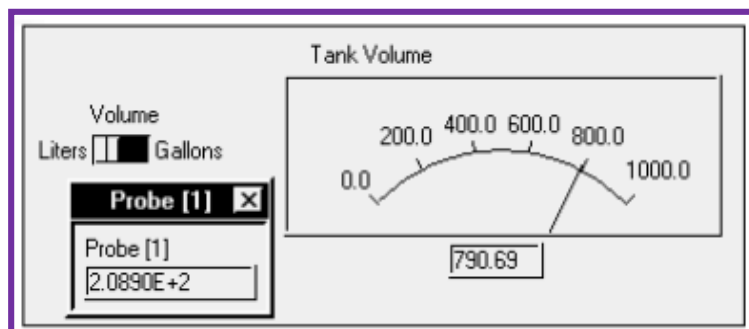 Tank Volume
Volume
Liters Gallons
0.0 200.0 400.0 600.0 800.0 1000.0
790.69
Probe [1]
Probe [1]
2.0890E+2